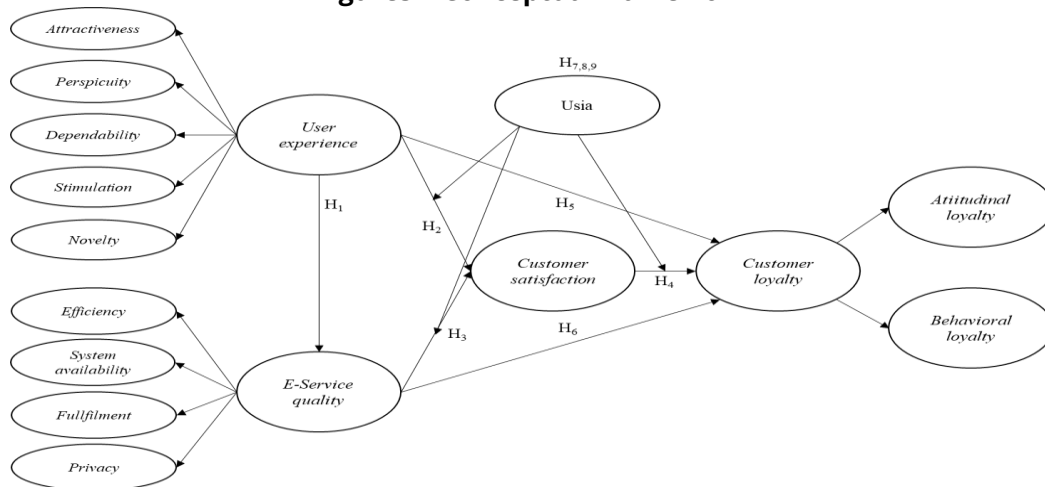 Attractiveness
Perspicuity
Dependability
Stimulation
Novelty
User
experience
H7,8,9
Usia
H1
H2
H5
Customer
satisfaction
H4
Customer
loyalty
Atiitudinal
loyalty
Behavioral
loyalty
H3
H6
Efficiency
System
availability
Fullfilment
Privacy
E-Service
quality